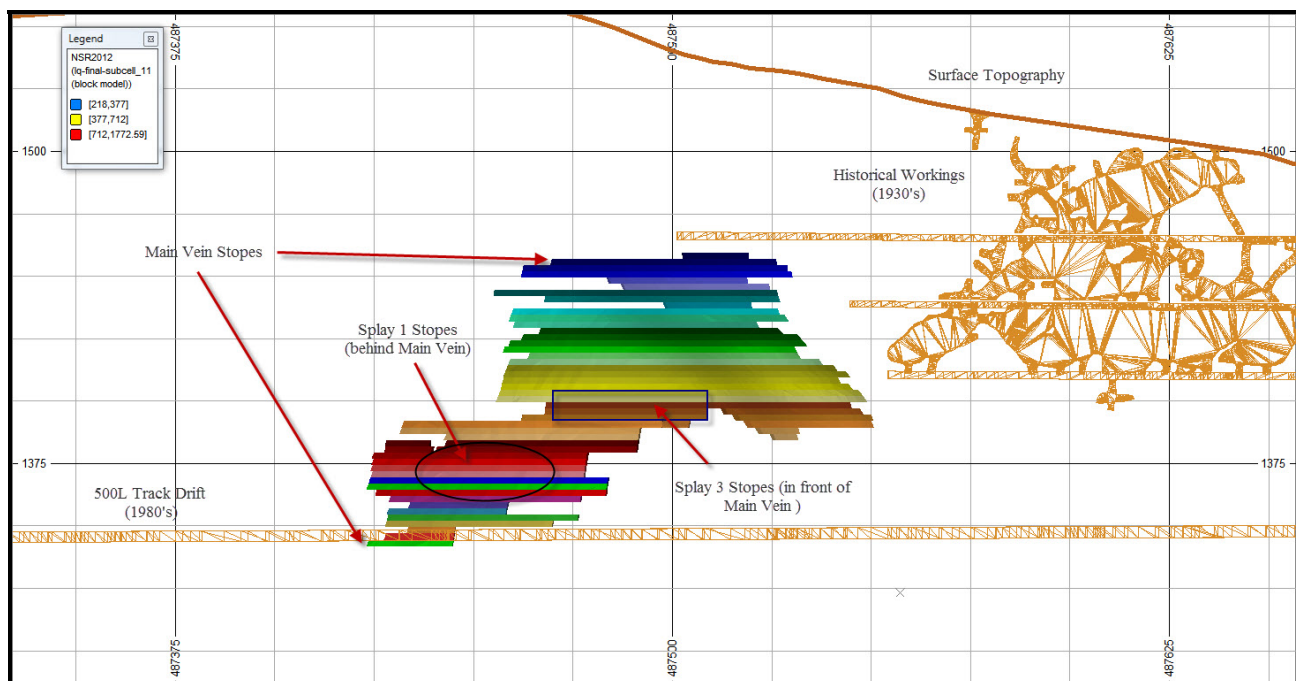 Legend
NSR2012
(lq-final-subcell_11
(block model))
[218,377]
[377,712]
[712,1772.59]
487375
487500
487625
Surface Topography
1500
1500
Historical Workings
(1930's)
Main Vein Stopes
Splay 1 Stopes
(behind Main Vein)
1375
1375
500L Track Drift
(1980's)
Splay 3 Stopes (in front of
Main Vein )
487375
487500
487625